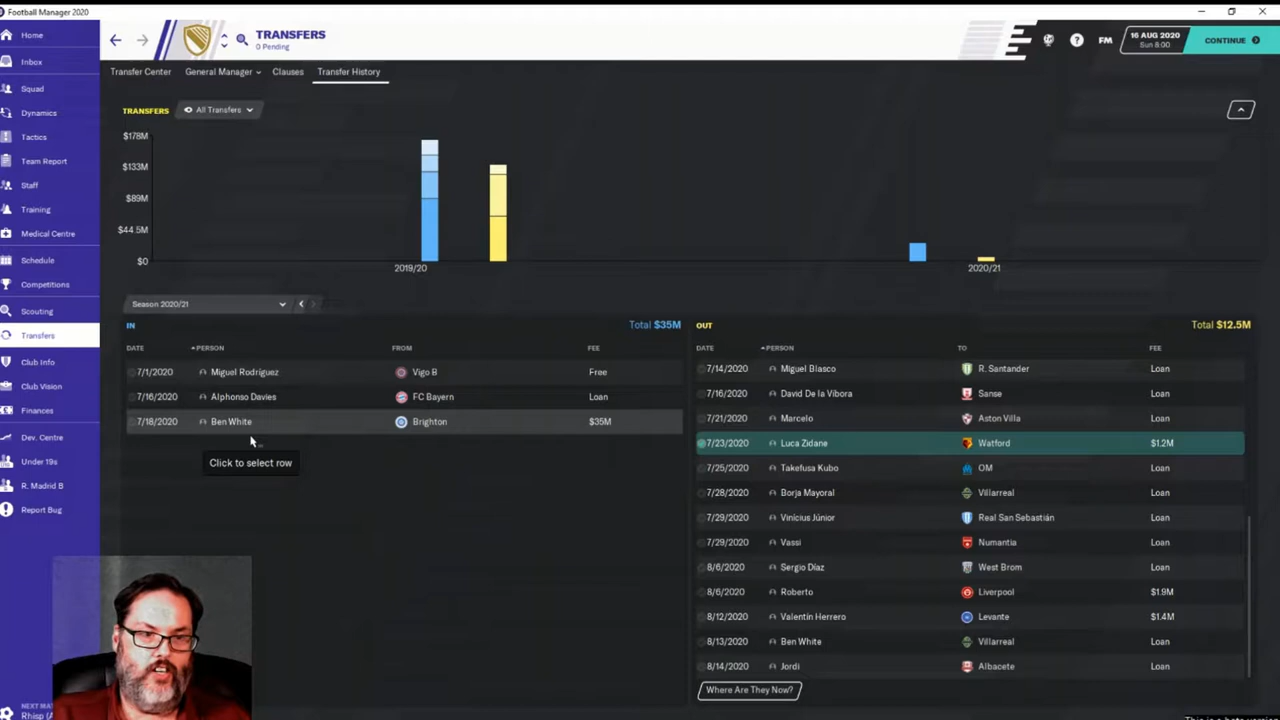 Football Manager 2020
Home
TRANSFERS
0 Pending
16 AUG 2020
Sun 8:00
FM
CONTINUE
Inbox
Squad
Dynamics
Tactics
Team Report
Staff
Training
Medical Centre
Schedule
Competitions
Scouting
Transfers
Club Info
Club Vision
Finances
Dev. Centre
Under 19s
R. Madrid B
Report Bug
NEXT MA
Rhisp (A
Transfer Center General Manager Clauses Transfer History
TRANSFERS All Transfers
$178M
$133M
$89M
$44.5M
$0
2019/20 2020/21
Season 2020/21
IN Total $35M
DATE PERSON FROM FEE
7/1/2020 Miguel Rodríguez Vigo B Free
7/16/2020 Alphonso Davies FC Bayern Loan
7/18/2020 Ben White Brighton $35M
Click to select row
OUT Total $12.5M
DATE PERSON TO FEE
7/14/2020 Miguel Blasco R. Santander Loan
7/16/2020 David De la Víbora Sanse Loan
7/21/2020 Marcelo Aston Villa Loan
7/23/2020 Luca Zidane Watford $1.2M
7/25/2020 Takefusa Kubo OM Loan
7/28/2020 Borja Mayoral Villarreal Loan
7/29/2020 Vinícius Júnior Real San Sebastián Loan
7/29/2020 Vassi Numantia Loan
8/6/2020 Sergio Díaz West Brom Loan
8/6/2020 Roberto Liverpool $1.9M
8/12/2020 Valentín Herrero Levante $1.4M
8/13/2020 Ben White Villarreal Loan
8/14/2020 Jordi Albacete Loan
Where Are They Now?